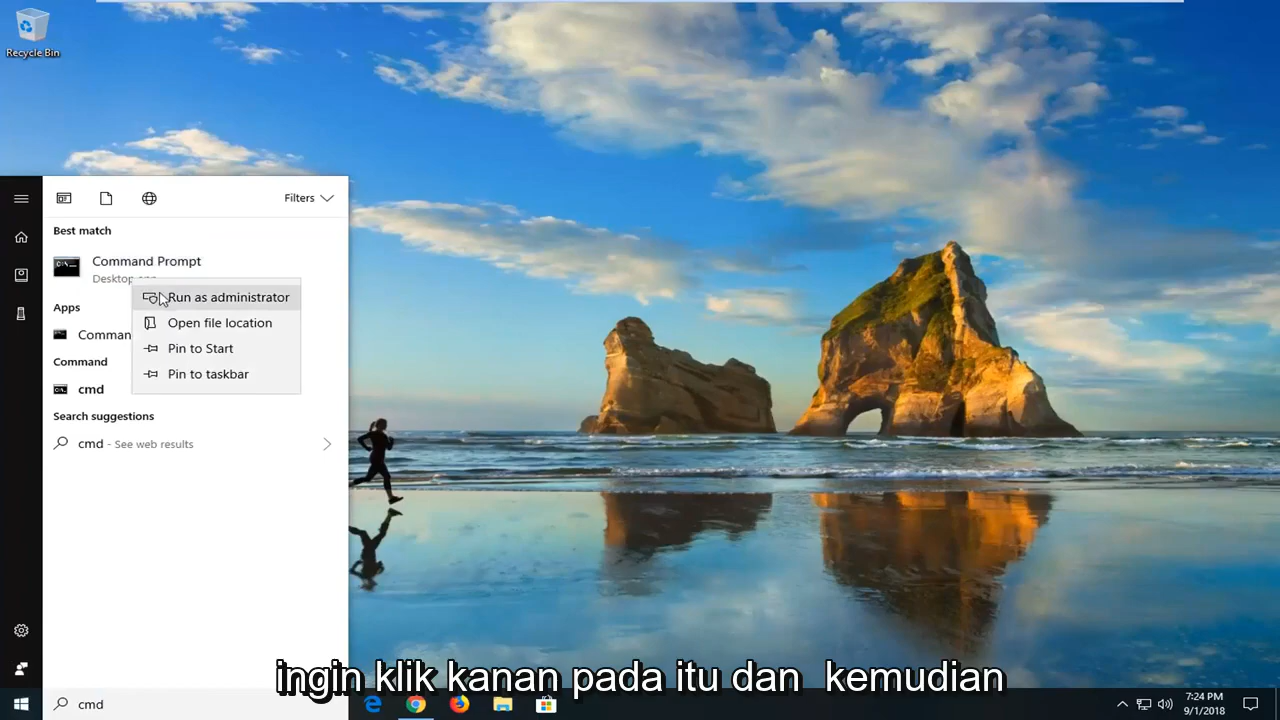 Recycle Bin
Filters
Best match
Command Prompt
Desktop app
Run as administrator
Apps
Open file location
Comman
Pin to Start
Command
Pin to taskbar
cmd
Search suggestions
cmd - See web results
ingin klik kanan pada itu dan kemudian
cmd
7:24 PM
9/1/2018